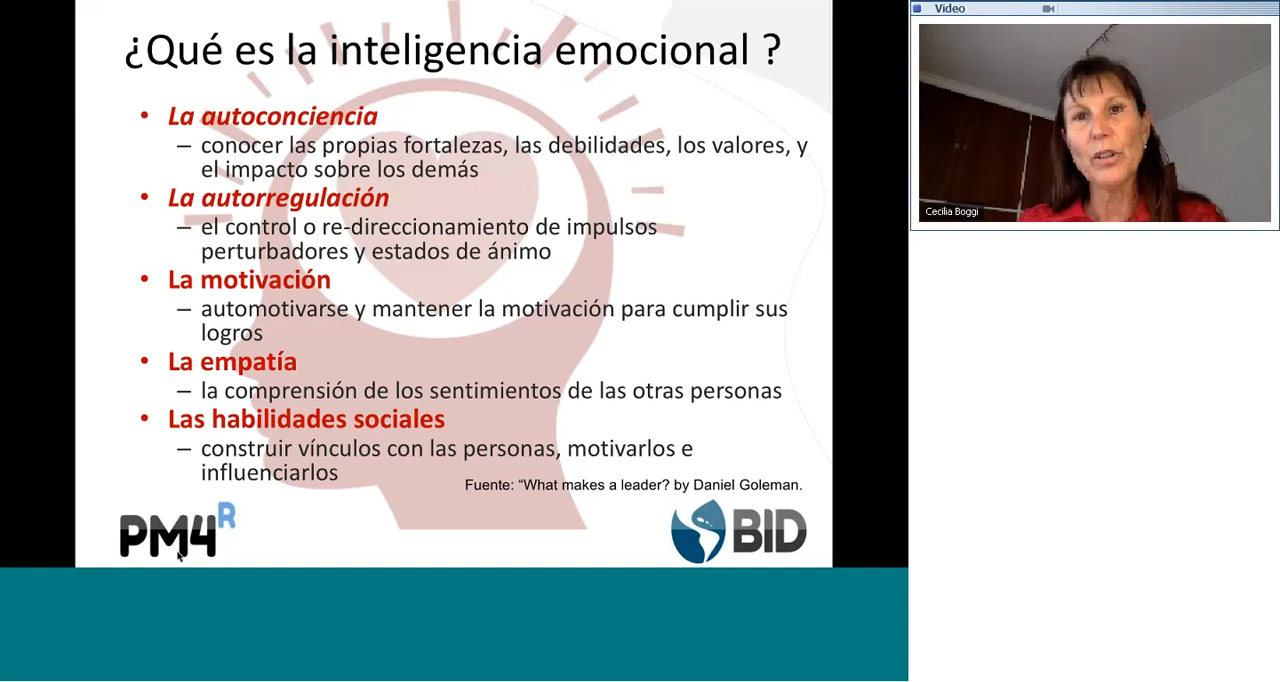 ¿Qué es la inteligencia emocional ?
• La autoconciencia
– conocer las propias fortalezas, las debilidades, los valores, y
el impacto sobre los demás
• La autorregulación
– el control o re-direccionamiento de impulsos
perturbadores y estados de ánimo
• La motivación
– automotivarse y mantener la motivación para cumplir sus
logros
• La empatía
– la comprensión de los sentimientos de las otras personas
• Las habilidades sociales
– construir vínculos con las personas, motivarlos e
influenciarlos
Fuente: “What makes a leader? by Daniel Goleman.
PM4R
BID
Video
Cecilia Boggi